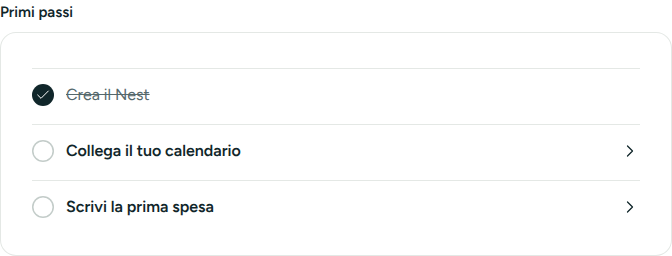 Primi passi
Crea il Nest
Collega il tuo calendario
Scrivi la prima spesa